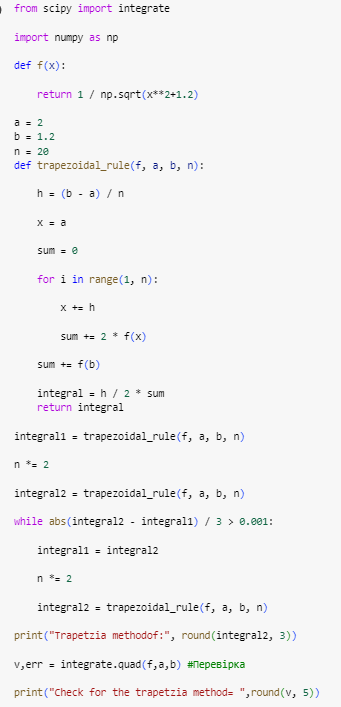 from scipy import integrate
import numpy as np
def f(x):
return 1 / np.sqrt(x**2+1.2)
a = 2
b = 1.2
n = 20
def trapezoidal_rule(f, a, b, n):
h = (b - a) / n
x = a
sum = 0
for i in range(1, n):
x += h
sum += 2 * f(x)
sum += f(b)
integral = h / 2 * sum
return integral
integral1 = trapezoidal_rule(f, a, b, n)
n *= 2
integral2 = trapezoidal_rule(f, a, b, n)
while abs(integral2 - integral1) / 3 > 0.001:
integral1 = integral2
n *= 2
integral2 = trapezoidal_rule(f, a, b, n)
print("Trapetzia methodof:", round(integral2, 3))
v,err = integrate.quad(f,a,b) #Перевірка
print("Check for the trapetzia method= ",round(v, 5))